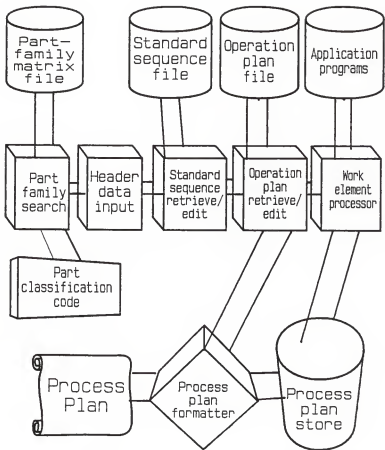 Part-
family
matrix
file
Standard
sequence
file
Operation
plan
file
Application
programs
Part
family
search
Header
data
input
Standard
sequence
retrieve/
edit
Operation
plan
retrieve/
edit
Work
element
processor
Part
classification
code
Process
Plan
Process
plan
formatter
Process
plan
store